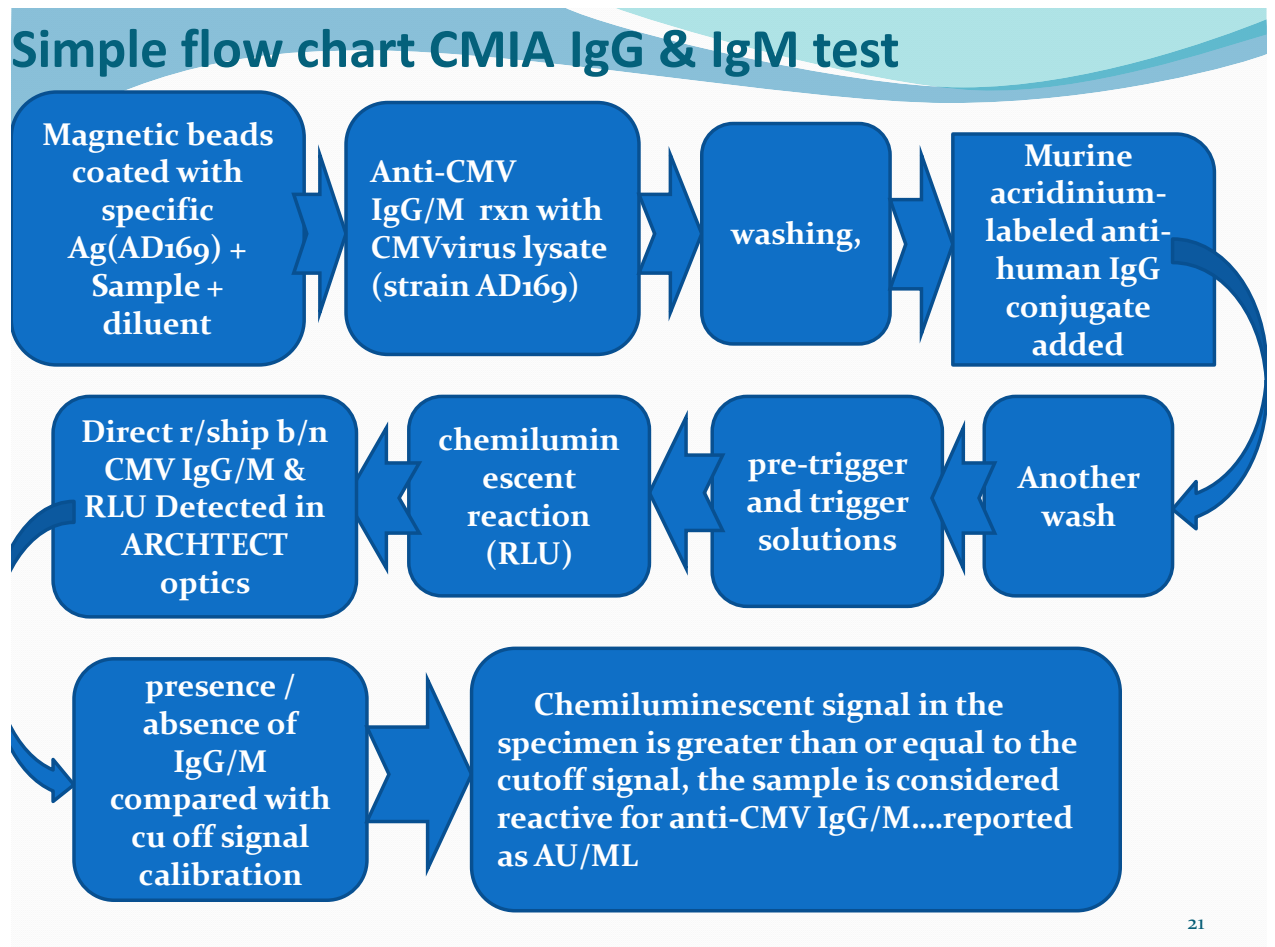 Simple flow chart CMIA IgG & IgM test
Magnetic beads
coated with
specific
Ag(AD169) +
Sample +
diluent
Anti-CMV
IgG/M rxn with
CMVvirus lysate
(strain AD169)
washing,
Murine
acridinium-
labeled anti-
human IgG
conjugate
added
Another
wash
pre-trigger
and trigger
solutions
chemilumin
escent
reaction
(RLU)
Direct r/ship b/n
CMV IgG/M &
RLU Detected in
ARCHTECT
optics
presence /
absence of
IgG/M
compared with
cu off signal
calibration
Chemiluminescent signal in the
specimen is greater than or equal to the
cutoff signal, the sample is considered
reactive for anti-CMV IgG/M....reported
as AU/ML
21